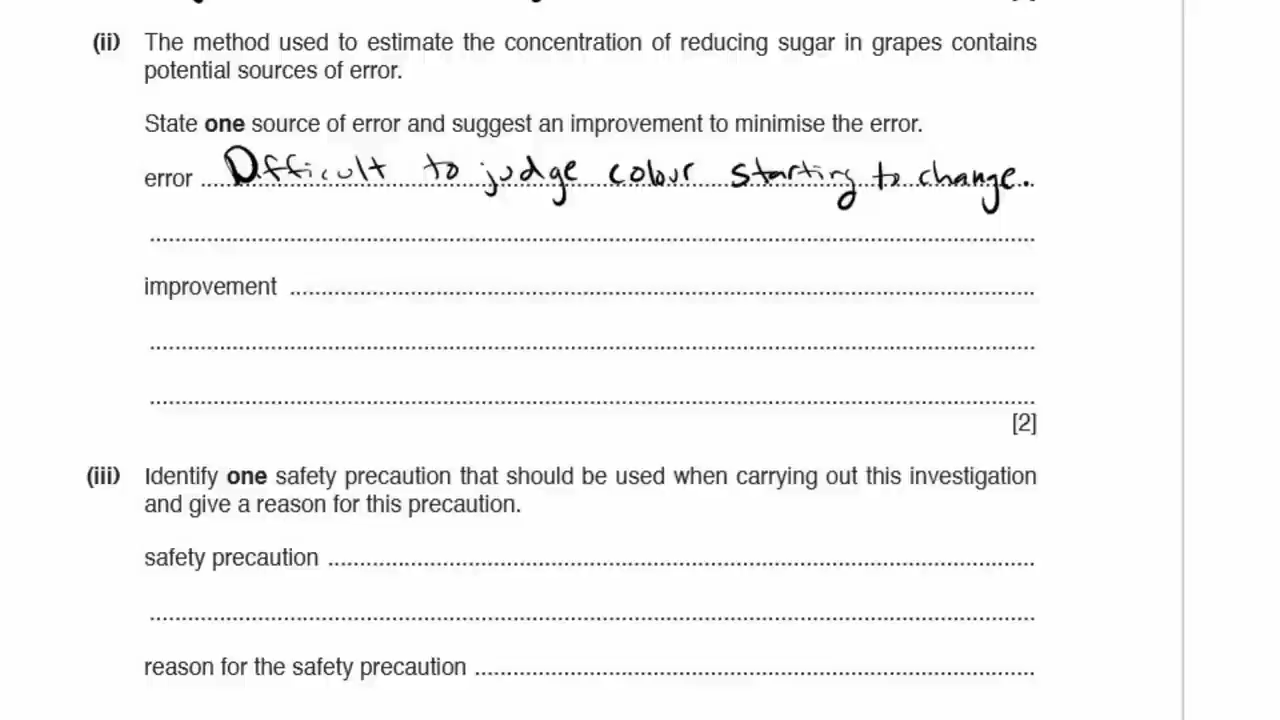 (ii) The method used to estimate the concentration of reducing sugar in grapes contains
potential sources of error.
State one source of error and suggest an improvement to minimise the error.
error Difficult to judge colour starting to change.
improvement
[2]
(iii) Identify one safety precaution that should be used when carrying out this investigation
and give a reason for this precaution.
safety precaution
reason for the safety precaution